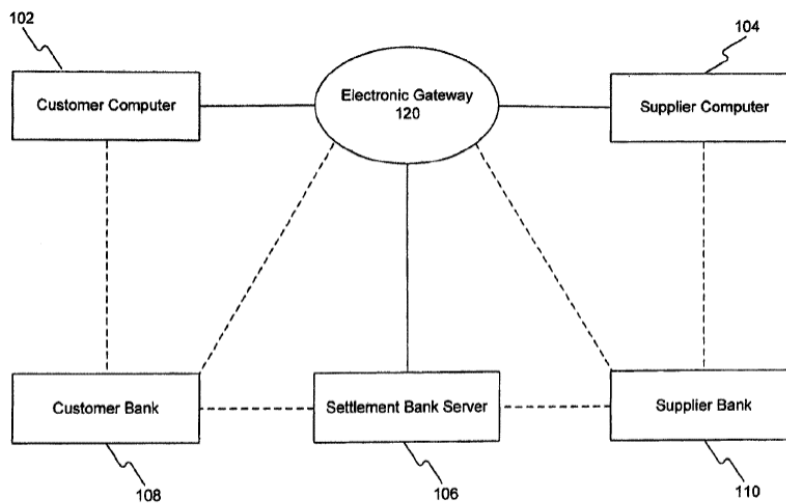 102
104
Customer Computer
Electronic Gateway
120
Supplier Computer
Customer Bank
Settlement Bank Server
Supplier Bank
108
106
110